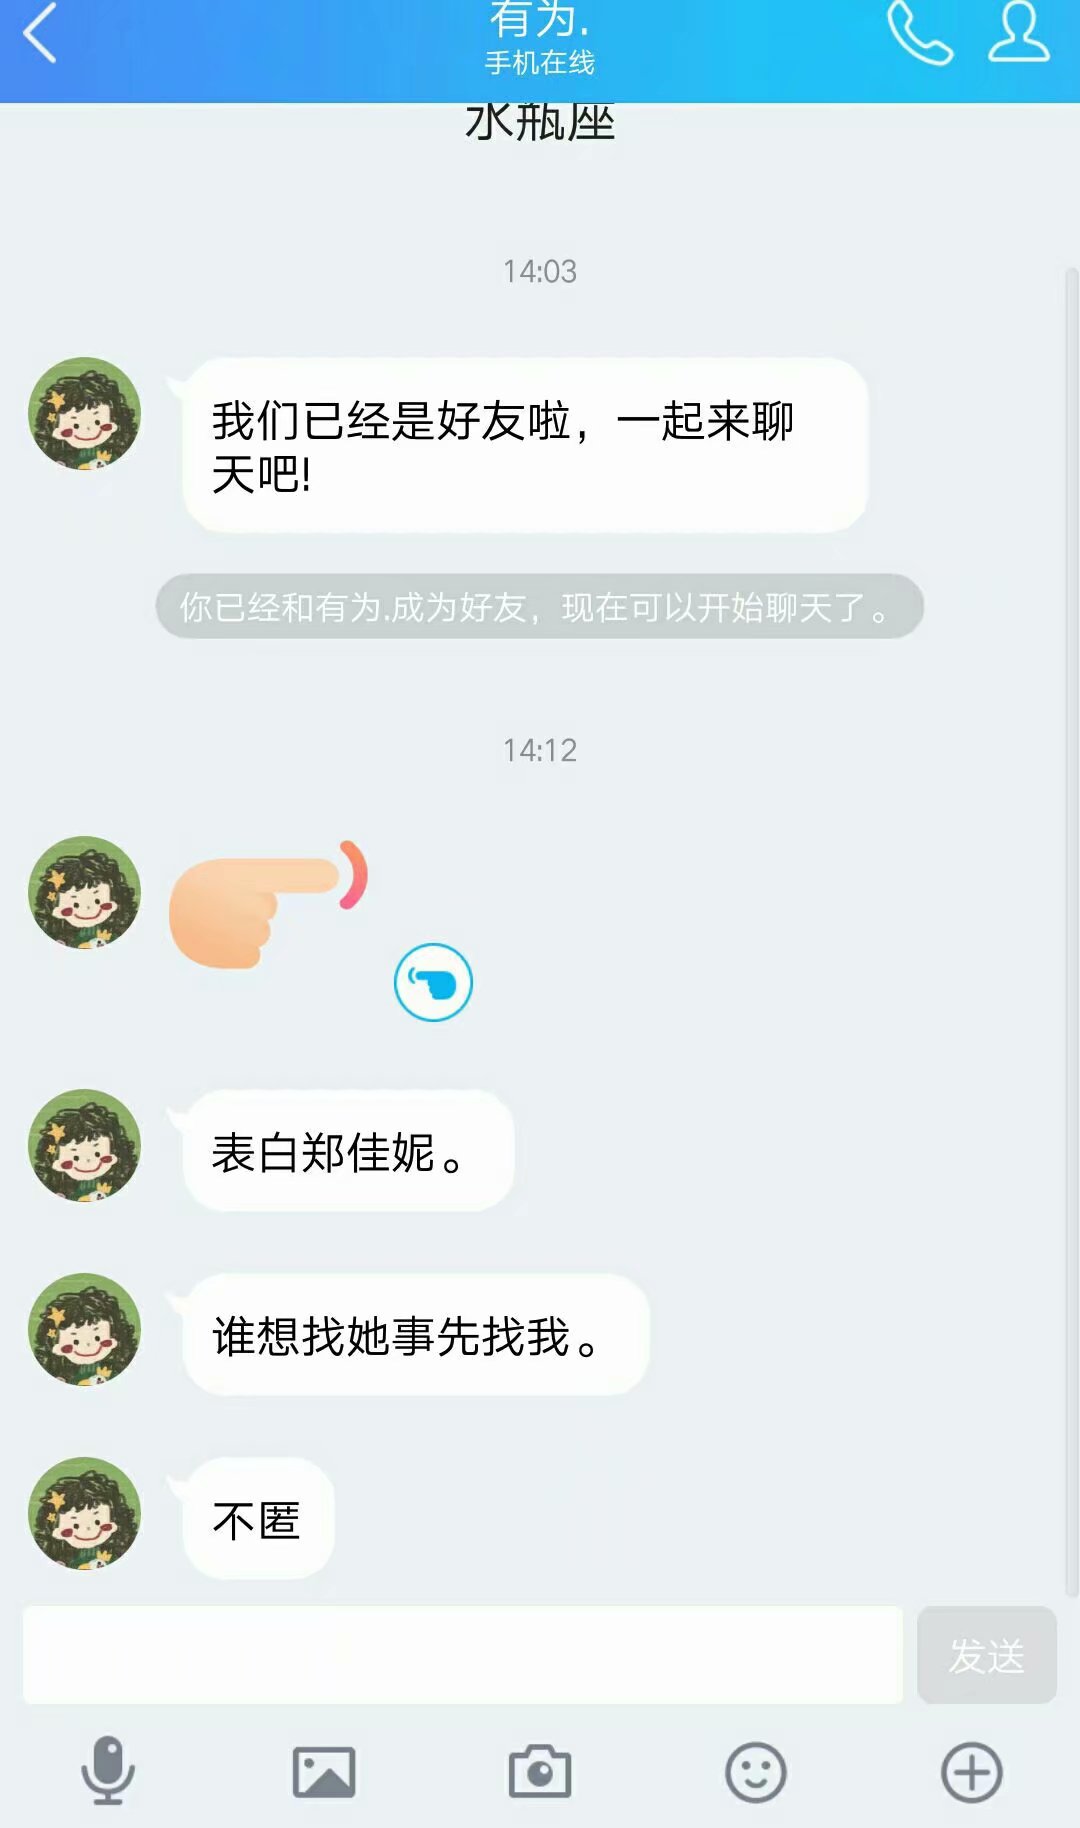 有为.
手机在线
水瓶座
14:03
我们已经是好友啦，一起来聊
天吧!
你已经和有为.成为好友，现在可以开始聊天了。
14:12
表白郑佳妮。
谁想找她事先找我。
不匿
发送